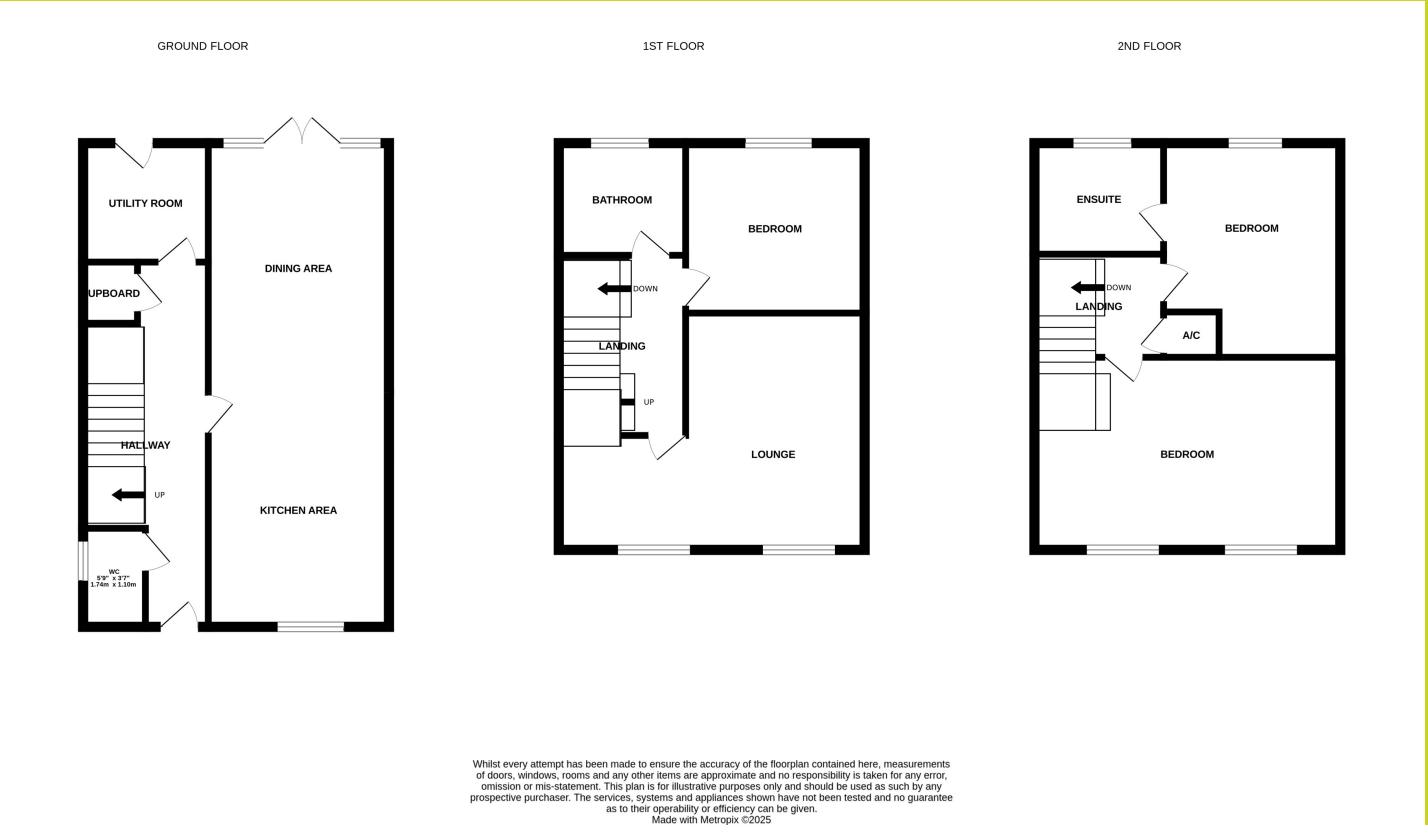 GROUND FLOOR
1ST FLOOR
2ND FLOOR
UTILITY ROOM
UPBOARD
DINING AREA
HALLWAY
UP
KITCHEN AREA
WC
5'9" x 3'7"
1.74m x 1.10m
BATHROOM
BEDROOM
DOWN
LANDING
UP
LOUNGE
ENSUITE
BEDROOM
DOWN
LANDING
A/C
BEDROOM
Whilst every attempt has been made to ensure the accuracy of the floorplan contained here, measurements
of doors, windows, rooms and any other items are approximate and no responsibility is taken for any error,
omission or mis-statement. This plan is for illustrative purposes only and should be used as such by any
prospective purchaser. The services, systems and appliances shown have not been tested and no guarantee
as to their operability or efficiency can be given.
Made with Metropix ©2025